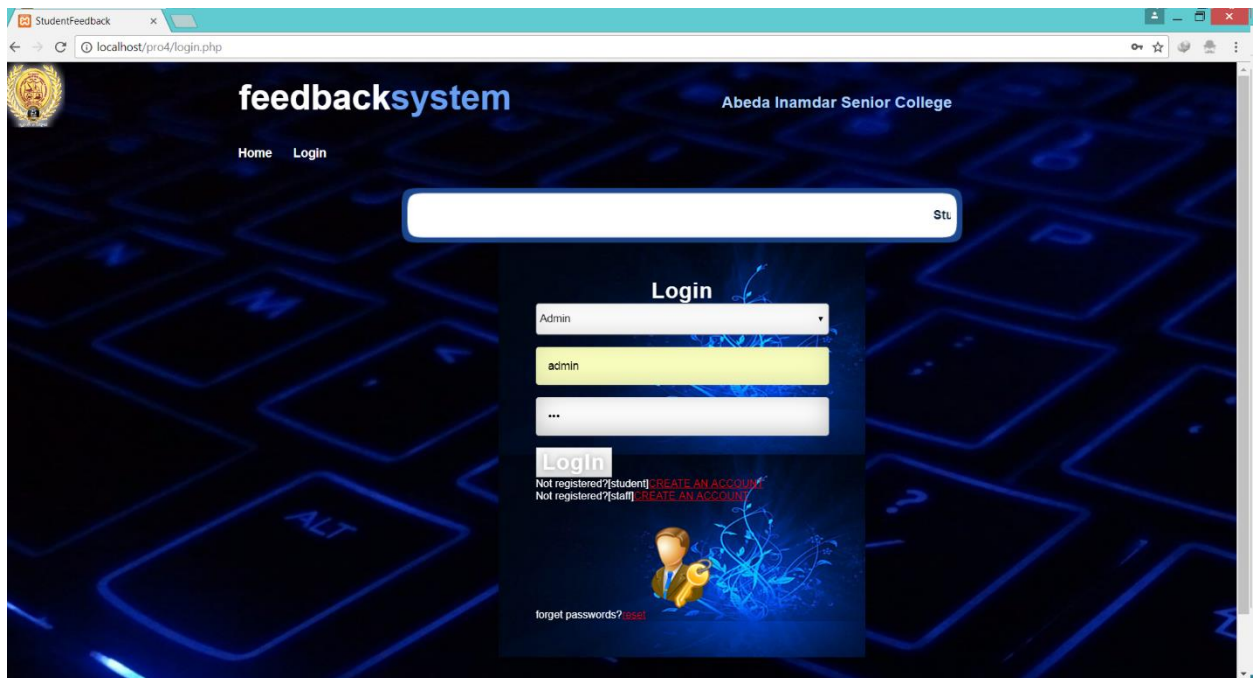 StudentFeedback
localhost/pro4/login.php
feedbacksystem
Abeda Inamdar Senior College
Home Login
Stu
Login
Admin
admin
•••
LogIn
Not registered?[student]CREATE AN ACCOUNT
Not registered?[staff]CREATE AN ACCOUNT
forget passwords?reset
ALT
N
M
?